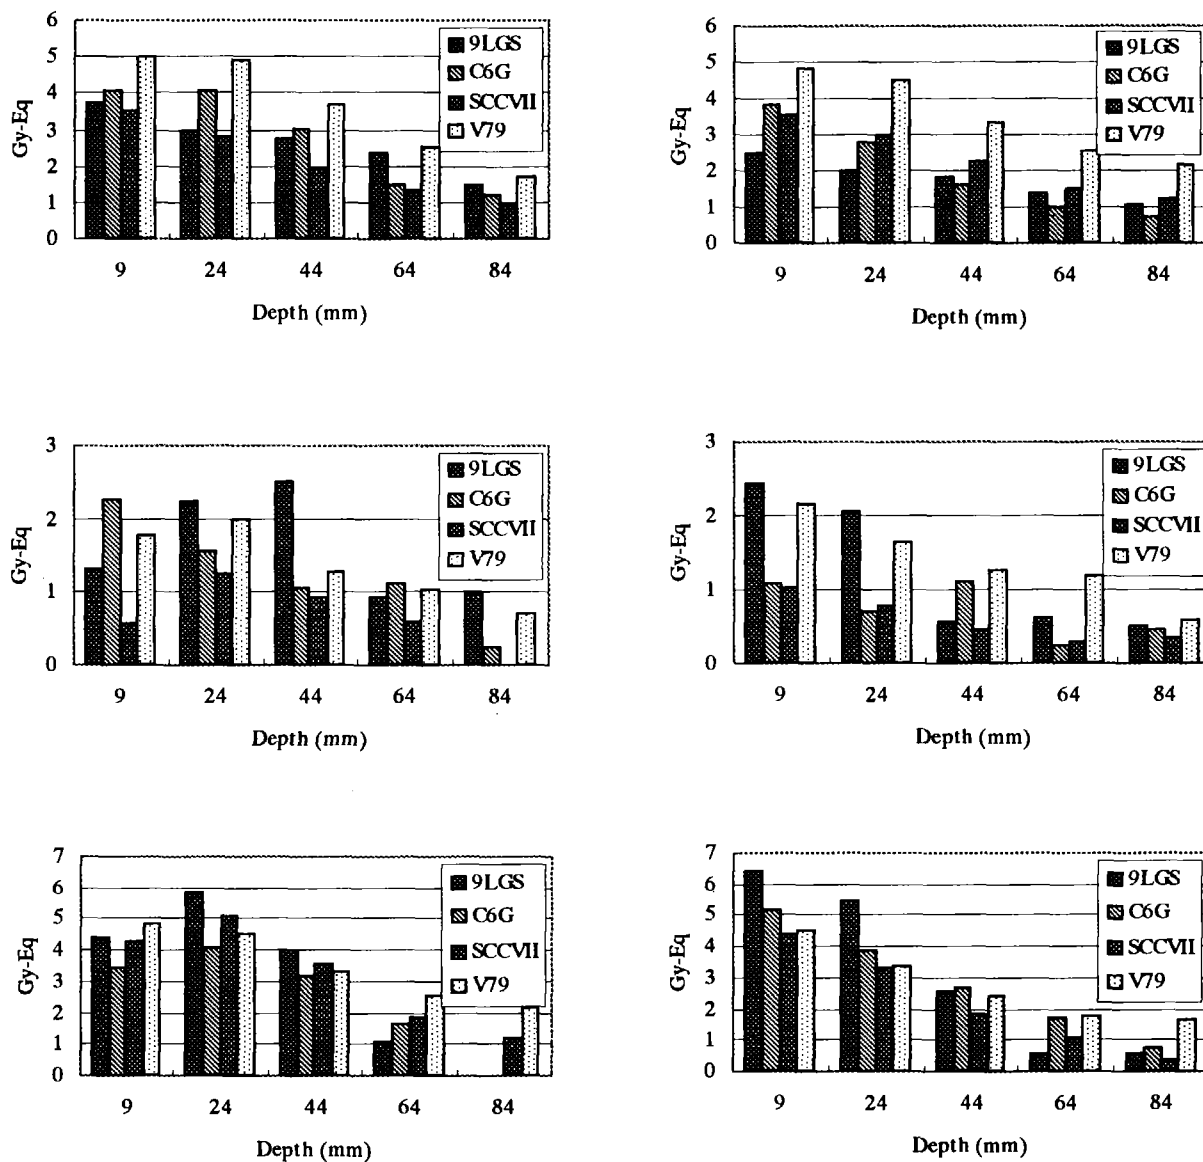 6
5
4
3
2
1
0
Gy-Eq
9LGS
C6G
SCCVII
V79
9 24 44 64 84
Depth (mm)
6
5
4
3
2
1
0
Gy-Eq
9LGS
C6G
SCCVII
V79
9 24 44 64 84
Depth (mm)
3
2
1
0
Gy-Eq
9LGS
C6G
SCCVII
V79
9 24 44 64 84
Depth (mm)
3
2
1
0
Gy-Eq
9LGS
C6G
SCCVII
V79
9 24 44 64 84
Depth (mm)
7
6
5
4
3
2
1
0
Gy-Eq
9LGS
C6G
SCCVII
V79
9 24 44 64 84
Depth (mm)
7
6
5
4
3
2
1
0
Gy-Eq
9LGS
C6G
SCCVII
V79
9 24 44 64 84
Depth (mm)